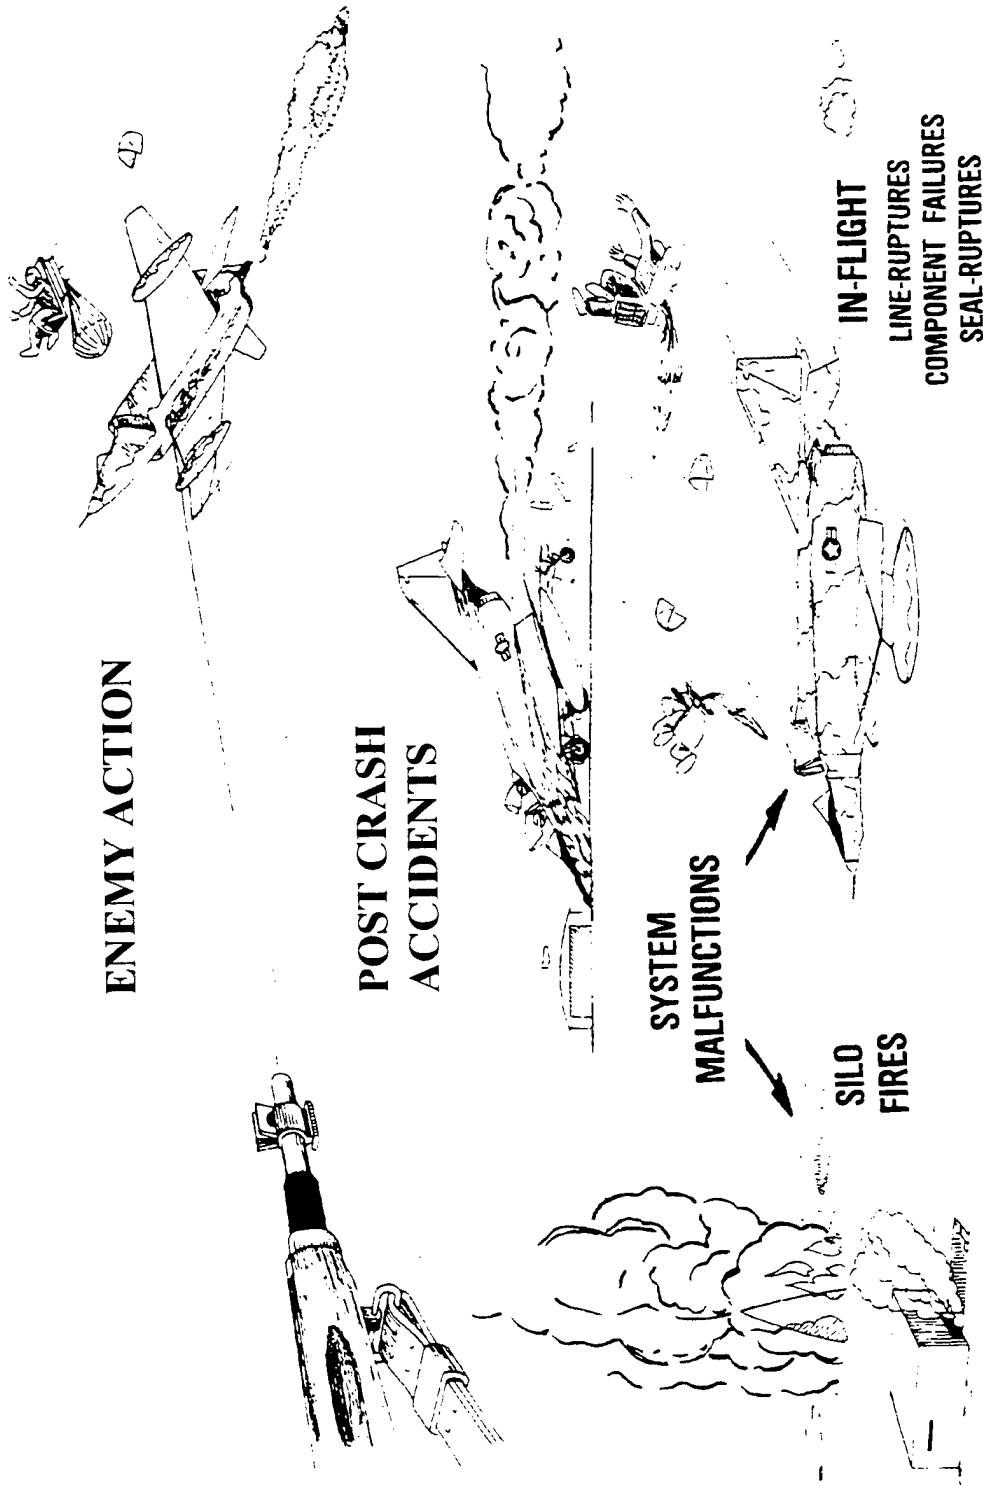 ENEMY ACTION
POST CRASH
ACCIDENTS
SYSTEM
MALFUNCTIONS
SILO
FIRES
IN-FLIGHT
LINE-RUPTURES
COMPONENT FAILURES
SEAL-RUPTURES